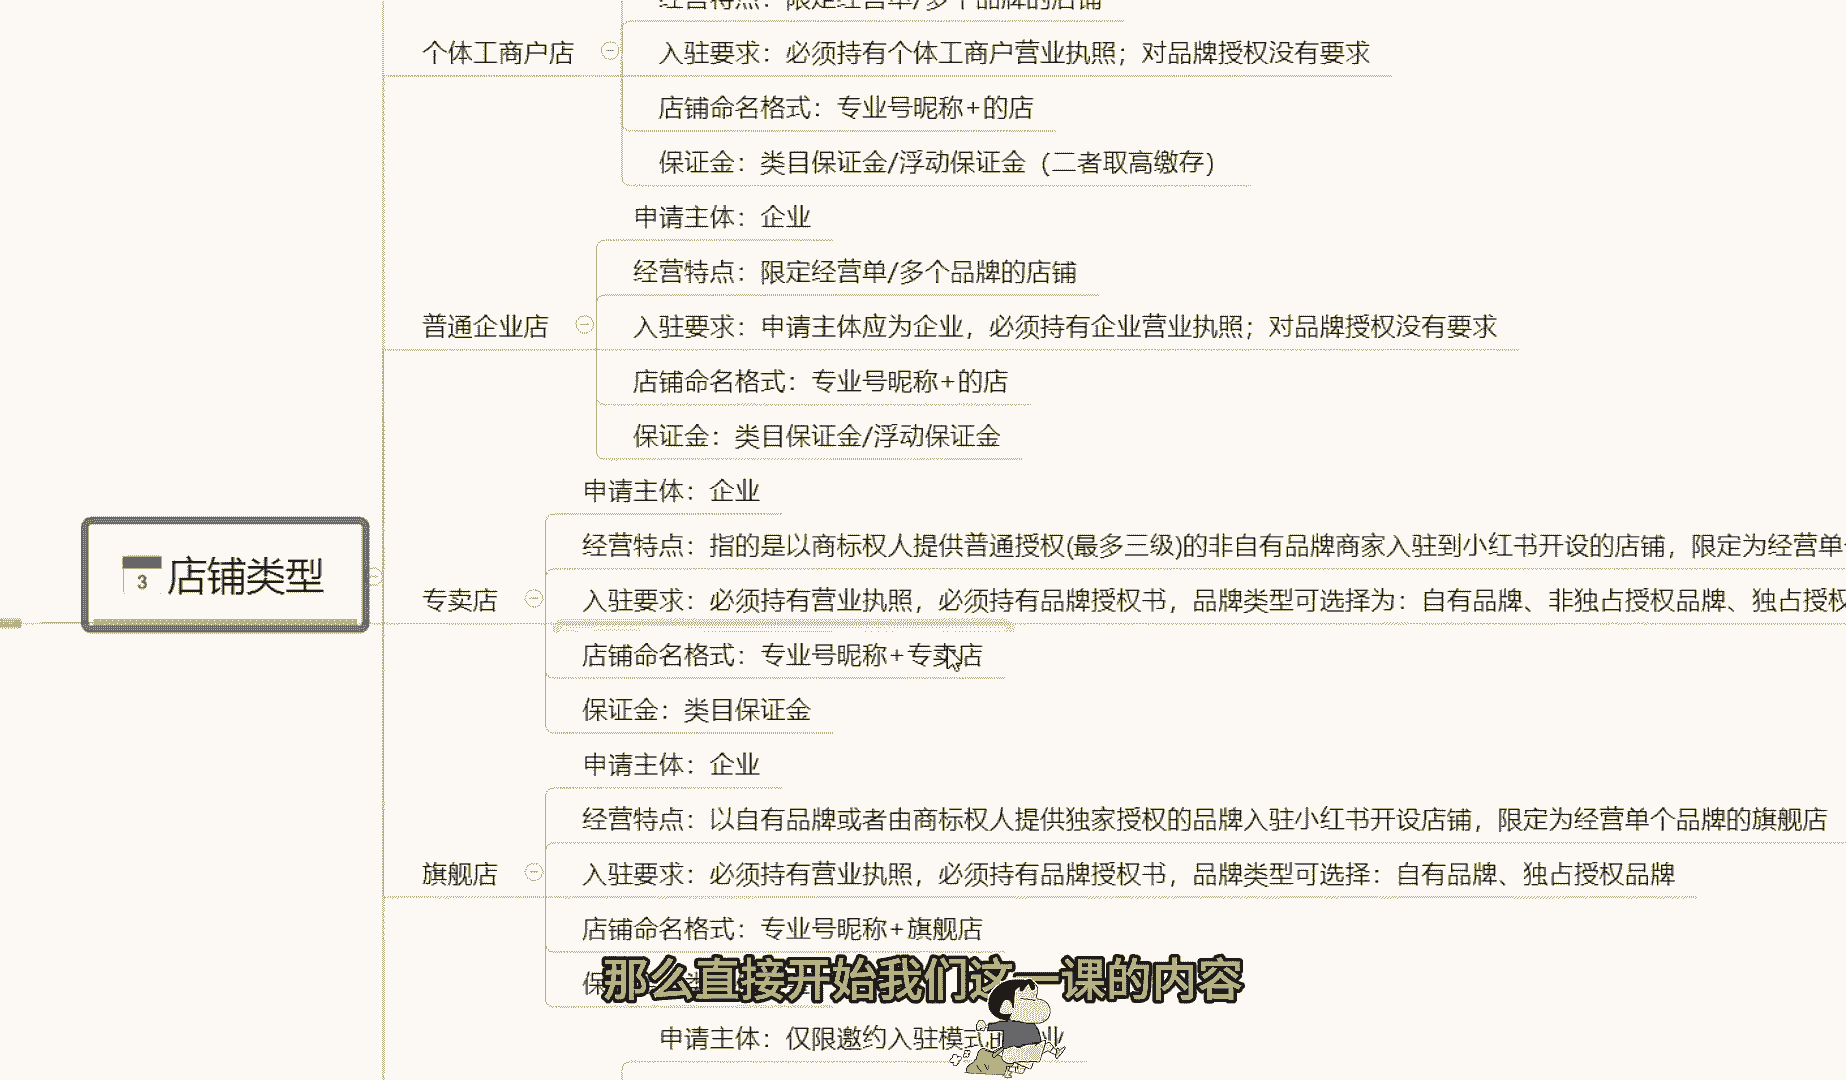 经营特点：限定经营单/多个品牌的店铺
个体工商户店
入驻要求：必须持有个体工商户营业执照；对品牌授权没有要求
店铺命名格式：专业号昵称+的店
保证金：类目保证金/浮动保证金（二者取高缴存）
申请主体：企业
经营特点：限定经营单/多个品牌的店铺
普通企业店
入驻要求：申请主体应为企业，必须持有企业营业执照；对品牌授权没有要求
店铺命名格式：专业号昵称+的店
保证金：类目保证金/浮动保证金
申请主体：企业
3 店铺类型
经营特点：指的是以商标权人提供普通授权(最多三级)的非自有品牌商家入驻到小红书开设的店铺，限定为经营单
专卖店
入驻要求：必须持有营业执照，必须持有品牌授权书，品牌类型可选择为：自有品牌、非独占授权品牌、独占授权
店铺命名格式：专业号昵称+专卖店
保证金：类目保证金
申请主体：企业
经营特点：以自有品牌或者由商标权人提供独家授权的品牌入驻小红书开设店铺，限定为经营单个品牌的旗舰店
旗舰店
入驻要求：必须持有营业执照，必须持有品牌授权书，品牌类型可选择：自有品牌、独占授权品牌
店铺命名格式：专业号昵称+旗舰店
保
那么直接开始我们这一课的内容
申请主体：仅限邀约入驻模式的 业